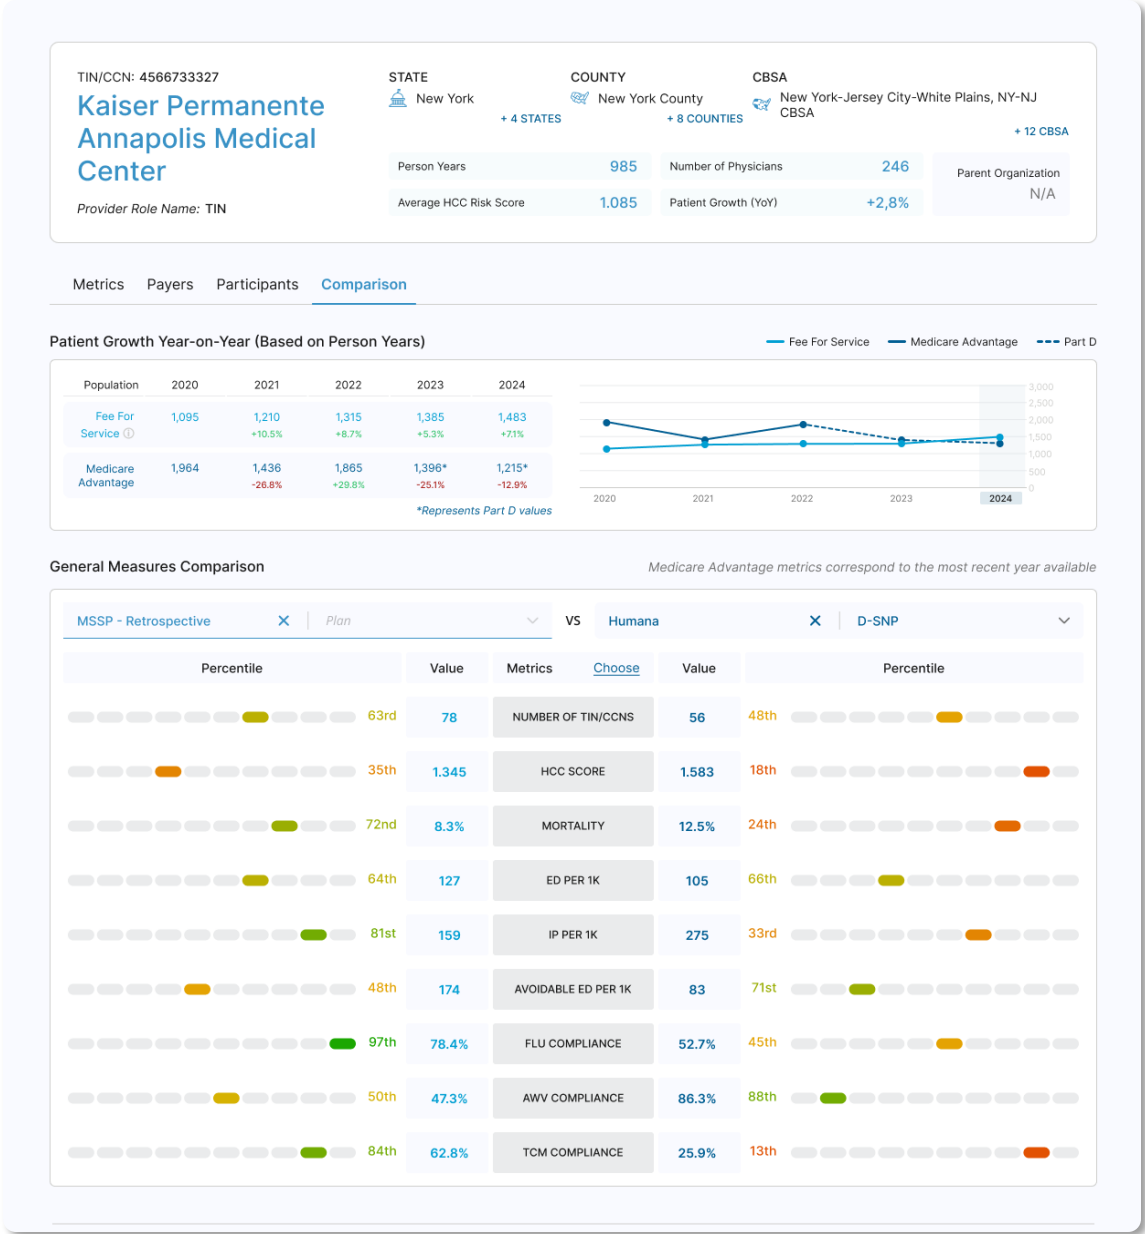 TIN/CCN: 4566733327
Kaiser Permanente
Annapolis Medical
Center
Provider Role Name: TIN
STATE
New York
+ 4 STATES
COUNTY
New York County
+ 8 COUNTIES
CBSA
New York-Jersey City-White Plains, NY-NJ
CBSA
+ 12 CBSA
Person Years 985
Number of Physicians 246
Average HCC Risk Score 1.085
Patient Growth (YoY) +2,8%
Parent Organization
N/A
Metrics Payers Participants Comparison
Patient Growth Year-on-Year (Based on Person Years)
Fee For Service Medicare Advantage Part D
Population 2020 2021 2022 2023 2024
Fee For
Service 1,095 1,210 1,315 1,385 1,483
+10.5% +8.7% +5.3% +7.1%
Medicare
Advantage 1,964 1,436 1,865 1,396* 1,215*
-26.8% +29.8% -25.1% -12.9%
*Represents Part D values
3,000
2,500
2,000
1,500
1,000
500
0
2020 2021 2022 2023 2024
General Measures Comparison
Medicare Advantage metrics correspond to the most recent year available
MSSP - Retrospective Plan VS Humana D-SNP
Percentile Value Metrics Choose Value Percentile
63rd 78 NUMBER OF TIN/CCNS 56 48th
35th 1.345 HCC SCORE 1.583 18th
72nd 8.3% MORTALITY 12.5% 24th
64th 127 ED PER 1K 105 66th
81st 159 IP PER 1K 275 33rd
48th 174 AVOIDABLE ED PER 1K 83 71st
97th 78.4% FLU COMPLIANCE 52.7% 45th
50th 47.3% AWV COMPLIANCE 86.3% 88th
84th 62.8% TCM COMPLIANCE 25.9% 13th